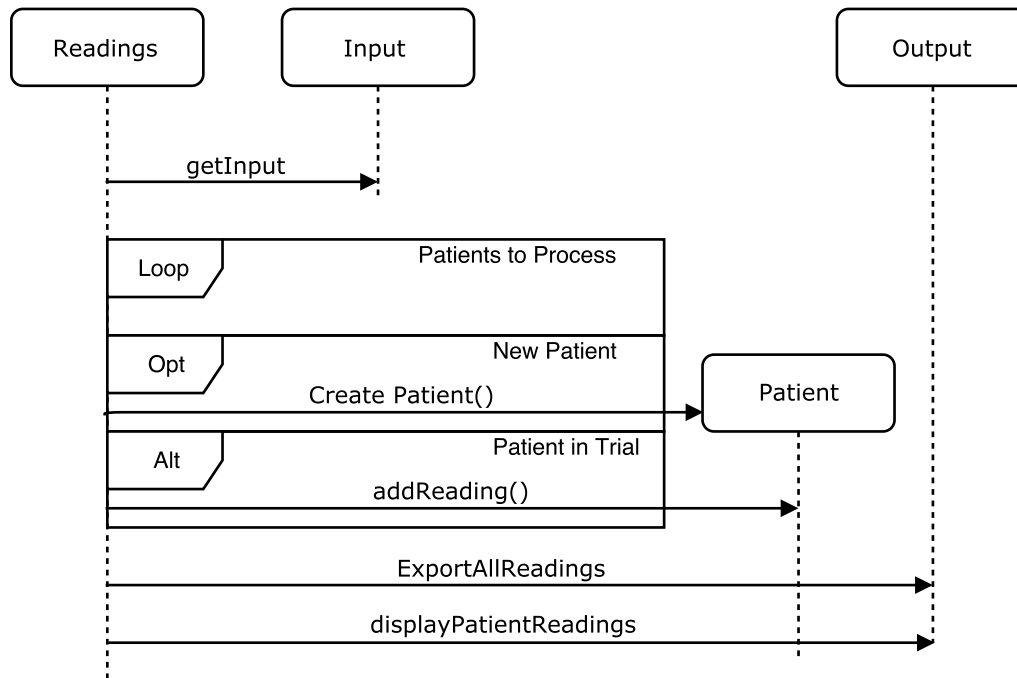 Readings
Input
Output
getInput
Loop
Patients to Process
Opt
New Patient
Create Patient()
Patient
Alt
Patient in Trial
addReading()
ExportAllReadings
displayPatientReadings